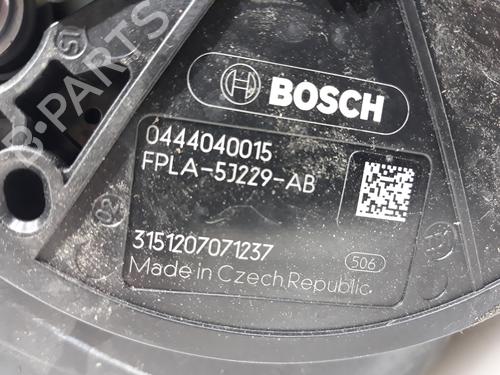 BOSCH
0444040015
FPLA-5J229-AB
3151207071237
506
Made in Czech Republic
B-PARTS